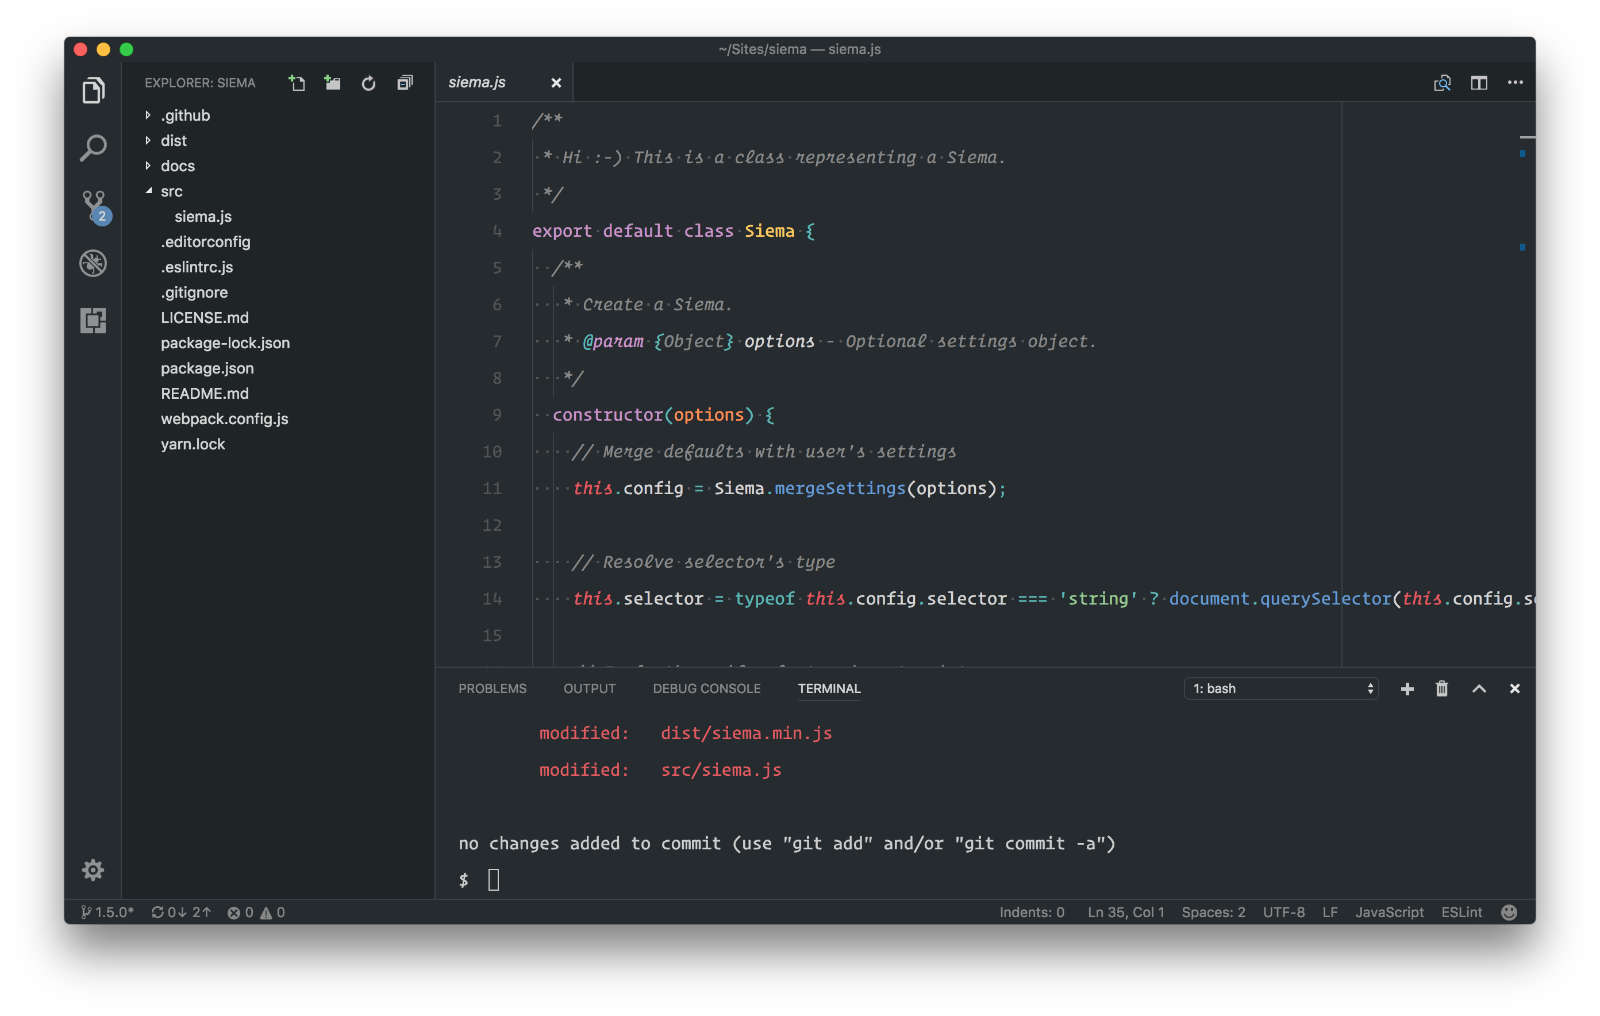 ~/Sites/siema — siema.js
EXPLORER: SIEMA
.github
dist
docs
src
siema.js
.editorconfig
.eslintrc.js
.gitignore
LICENSE.md
package-lock.json
package.json
README.md
webpack.config.js
yarn.lock
2
siema.js
1 /**
2  * Hi :-) This is a class representing a Siema.
3  */
4 export default class Siema {
5   /**
6    * Create a Siema.
7    * @param {Object} options - Optional settings object.
8    */
9   constructor(options) {
10     // Merge defaults with user's settings
11     this.config = Siema.mergeSettings(options);
12
13     // Resolve selector's type
14     this.selector = typeof this.config.selector === 'string' ? document.querySelector(this.config.s
15
PROBLEMS OUTPUT DEBUG CONSOLE TERMINAL 1: bash
modified: dist/siema.min.js
modified: src/siema.js
no changes added to commit (use "git add" and/or "git commit -a")
$
1.5.0* 0↓ 2↑ 0 0 Indents: 0 Ln 35, Col 1 Spaces: 2 UTF-8 LF JavaScript ESLint